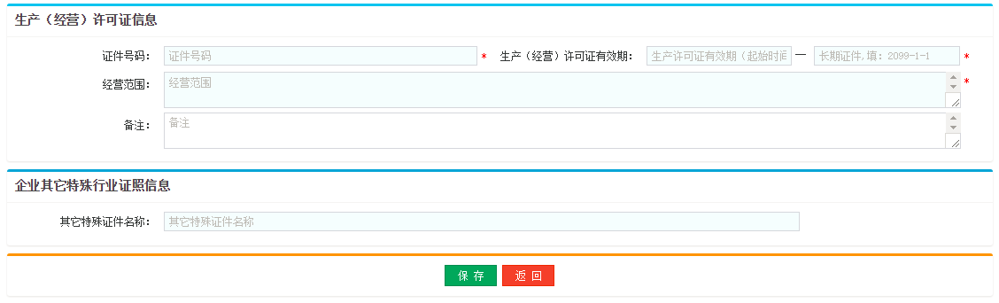 生产（经营）许可证信息
证件号码： 证件号码 * 生产（经营）许可证有效期： 生产许可证有效期（起始时间 — 长期证件,填：2099-1-1 *
经营范围： 经营范围 *
备注： 备注
企业其它特殊行业证照信息
其它特殊证件名称： 其它特殊证件名称
保 存 返 回